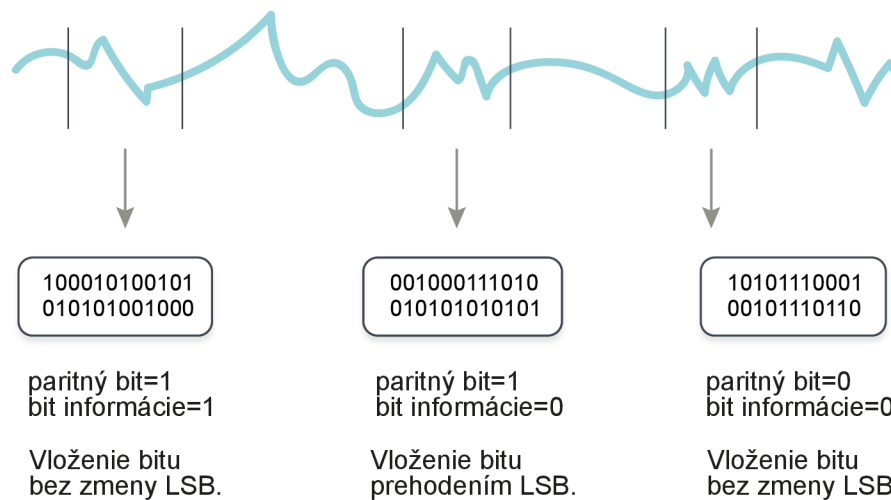 100010100101
010101001000
paritný bit=1
bit informácie=1
Vloženie bitu
bez zmeny LSB.
001000111010
010101010101
paritný bit=1
bit informácie=0
Vloženie bitu
prehodením LSB.
10101110001
00101110110
paritný bit=0
bit informácie=0
Vloženie bitu
bez zmeny LSB